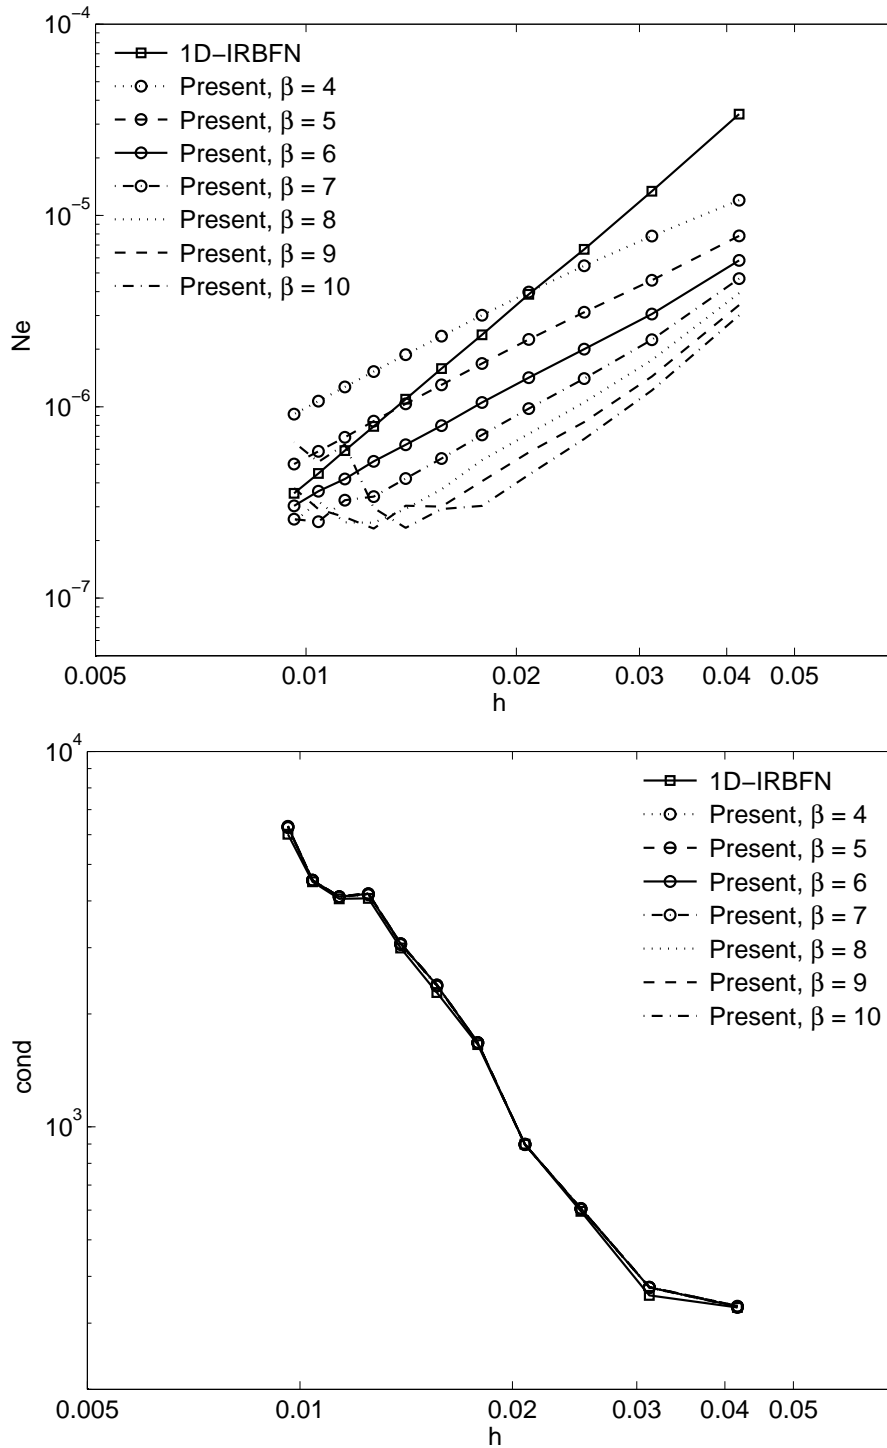 10^−4
1D−IRBFN
Present, β = 4
Present, β = 5
Present, β = 6
Present, β = 7
Present, β = 8
Present, β = 9
Present, β = 10
10^−5
Ne
10^−6
10^−7
0.005 0.01 0.02 0.03 0.04 0.05
h
10^4
1D−IRBFN
Present, β = 4
Present, β = 5
Present, β = 6
Present, β = 7
Present, β = 8
Present, β = 9
Present, β = 10
cond
10^3
0.005 0.01 0.02 0.03 0.04 0.05
h